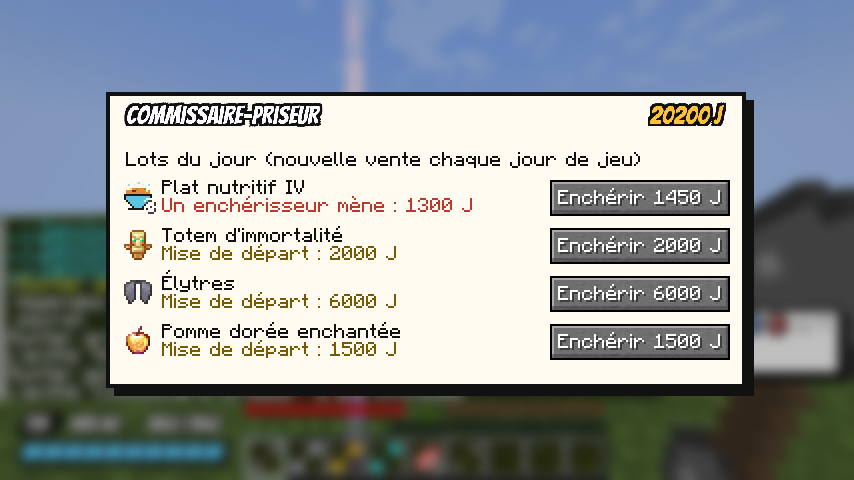 COMMISSAIRE-PRISEUR
20200 J
Lots du jour (nouvelle vente chaque jour de jeu)
Plat nutritif IV
Un enchérisseur mène : 1300 J
Enchérir 1450 J
Totem d'immortalité
Mise de départ : 2000 J
Enchérir 2000 J
Élytres
Mise de départ : 6000 J
Enchérir 6000 J
Pomme dorée enchantée
Mise de départ : 1500 J
Enchérir 1500 J